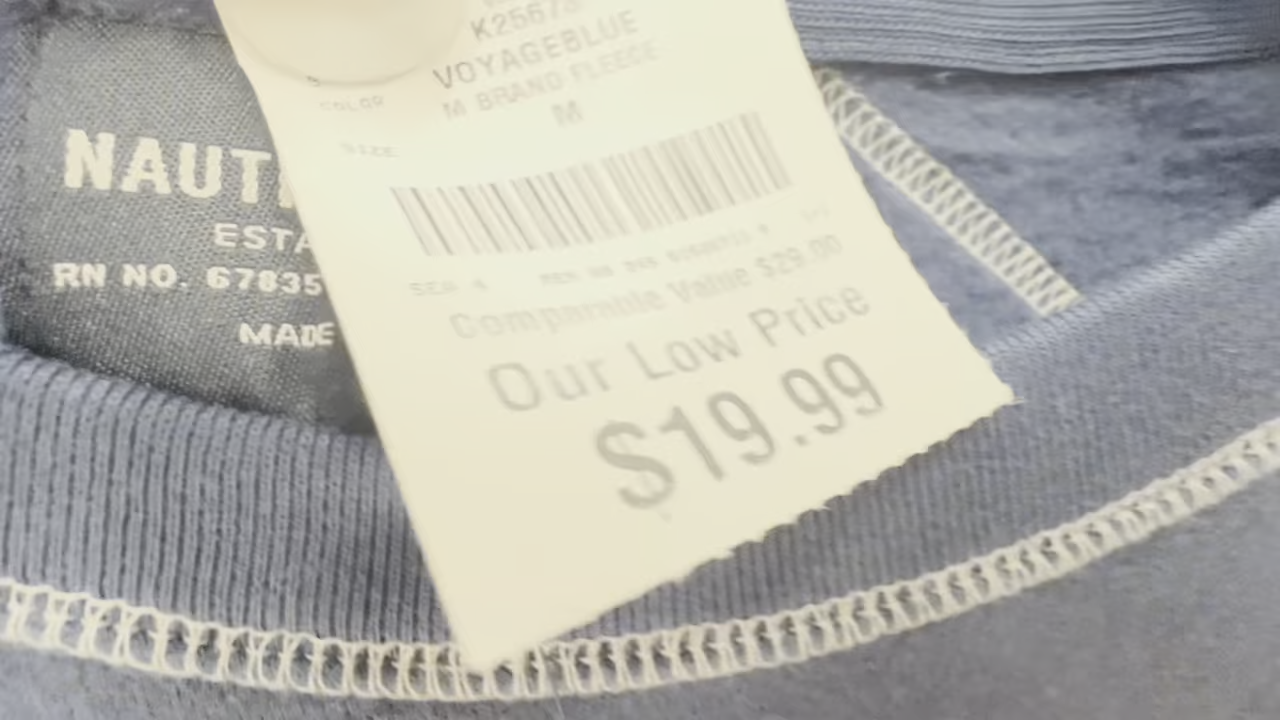 NAUT
ESTA
RN NO. 67835
MADE
VOYAGEBLUE
COLOR
M BRAND FLEECE
SIZE
M
Comparable Value $29.00
Our Low Price
$19.99